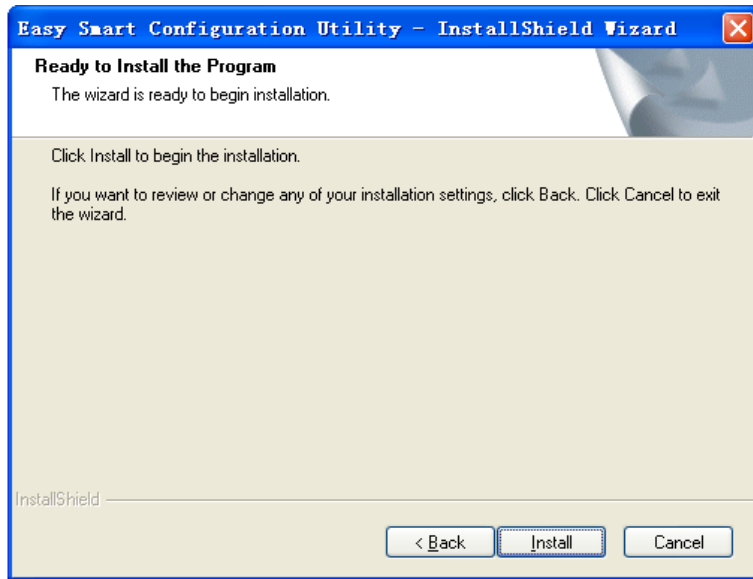 Easy Smart Configuration Utility - InstallShield Wizard
Ready to Install the Program
The wizard is ready to begin installation.
Click Install to begin the installation.
If you want to review or change any of your installation settings, click Back. Click Cancel to exit
the wizard.
InstallShield
< Back Install Cancel